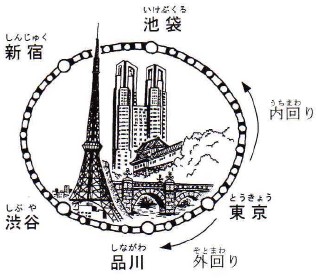 いけぶくろ
池袋
しんじゅく
新宿
うちまわ
内回り
とうきょう
東京
しぶや
渋谷
しながわ
品川
そとまわ
外回り